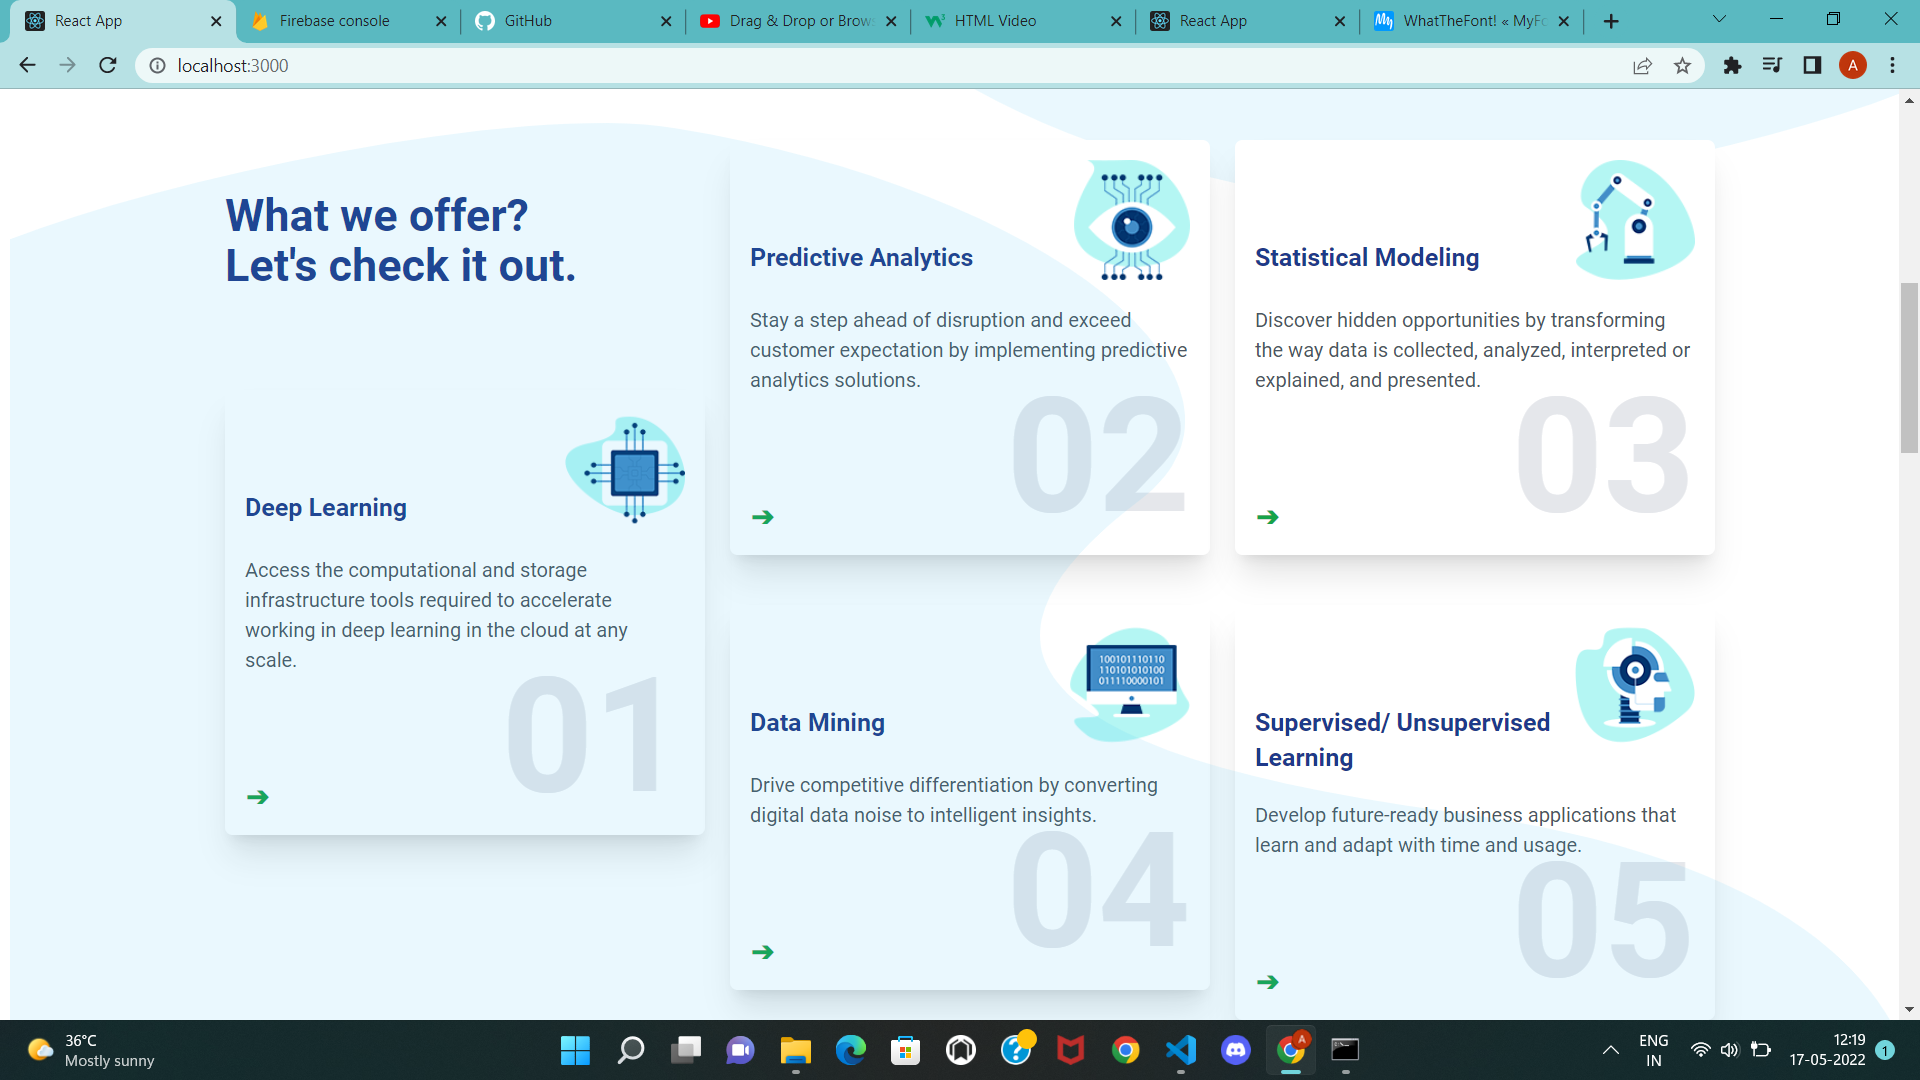 React App
Firebase console
GitHub
Drag & Drop or Brow
HTML Video
React App
WhatTheFont! « MyFo
localhost:3000
A
What we offer?
Let's check it out.
Deep Learning
Access the computational and storage
infrastructure tools required to accelerate
working in deep learning in the cloud at any
scale.
01
Predictive Analytics
Stay a step ahead of disruption and exceed
customer expectation by implementing predictive
analytics solutions.
02
Statistical Modeling
Discover hidden opportunities by transforming
the way data is collected, analyzed, interpreted or
explained, and presented.
03
100101110110
110101010100
011110000101
Data Mining
Drive competitive differentiation by converting
digital data noise to intelligent insights.
04
Supervised/ Unsupervised
Learning
Develop future-ready business applications that
learn and adapt with time and usage.
05
36°C
Mostly sunny
A
ENG
IN
12:19
17-05-2022
1